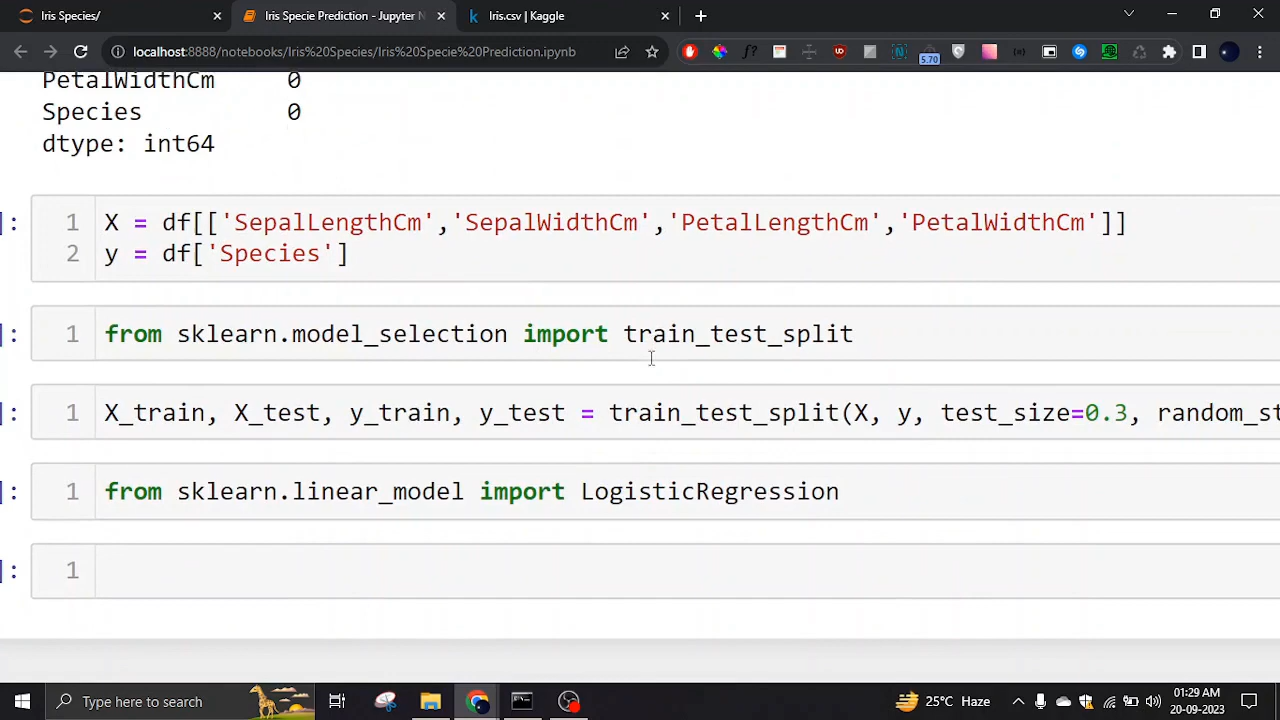 Iris Species/
Iris Specie Prediction - Jupyter N
Iris.csv | Kaggle
localhost:8888/notebooks/Iris%20Species/Iris%20Specie%20Prediction.ipynb
5.70
PetalWidthCm 0
Species 0
dtype: int64
]:
1 X = df[['SepalLengthCm','SepalWidthCm','PetalLengthCm','PetalWidthCm']]
2 y = df['Species']
]:
1 from sklearn.model_selection import train_test_split
]:
1 X_train, X_test, y_train, y_test = train_test_split(X, y, test_size=0.3, random_st
]:
1 from sklearn.linear_model import LogisticRegression
]:
1
Type here to search
25°C Haze
01:29 AM
20-09-2023